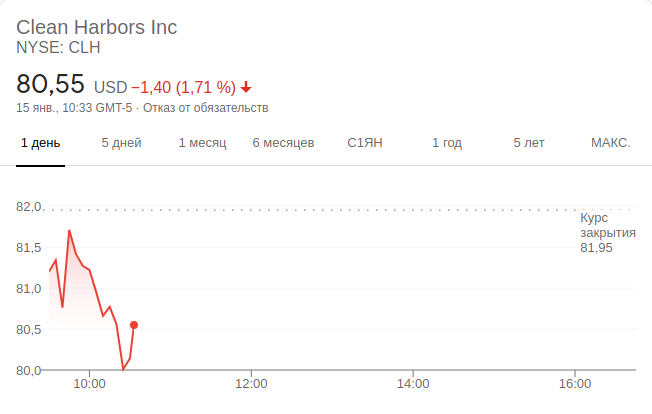 Clean Harbors Inc
NYSE: CLH
80,55 USD −1,40 (1,71 %)
15 янв., 10:33 GMT-5 · Отказ от обязательств
1 день 5 дней 1 месяц 6 месяцев С1ЯН 1 год 5 лет МАКС.
82,0
Курс
закрытия
81,95
81,5
81,0
80,5
80,0
10:00 12:00 14:00 16:00